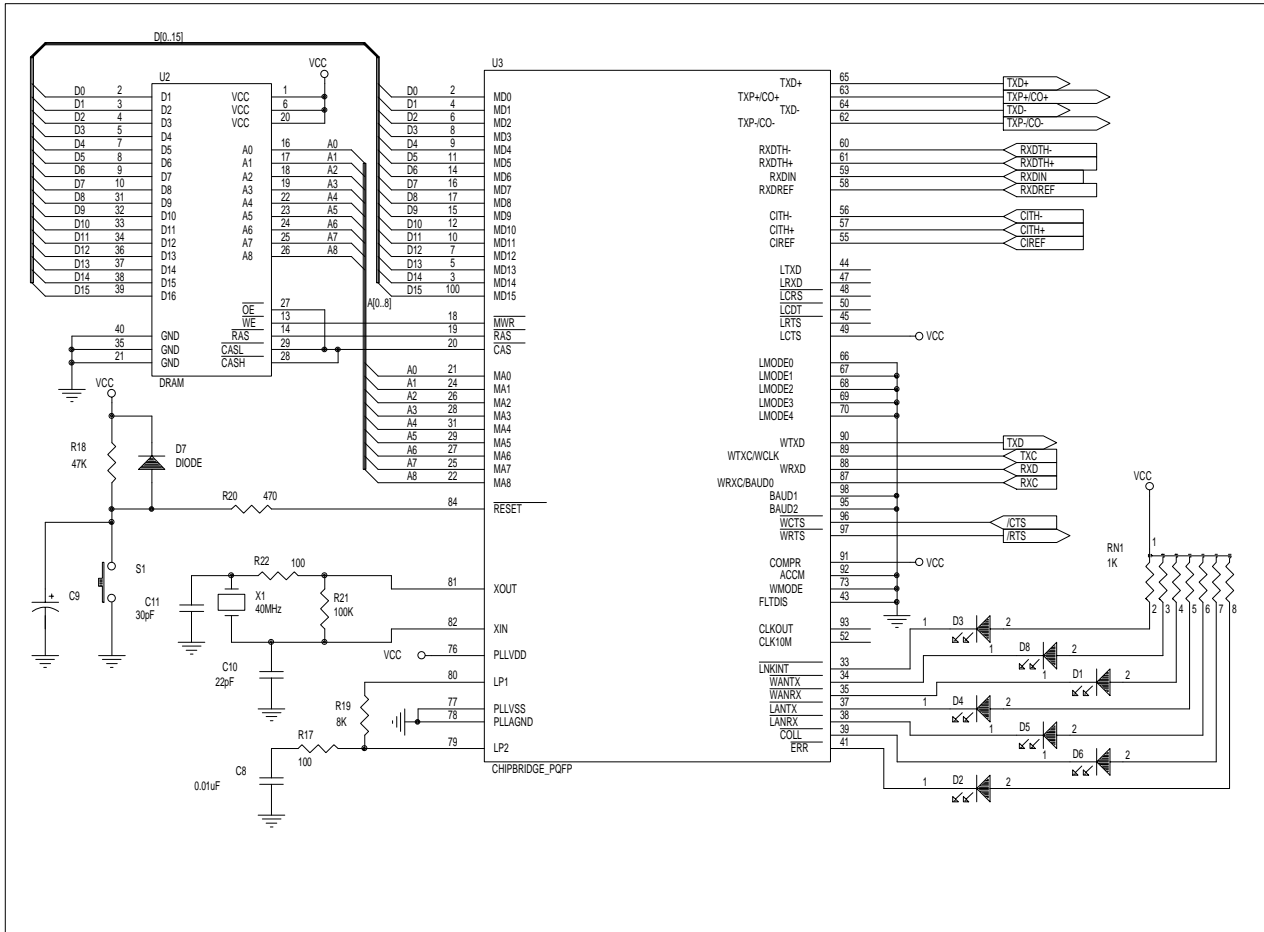 D[0..15]
U2
VCC
D0 2 D1
D1 3 D2
D2 4 D3
D3 5 D4
D4 7 D5
D5 8 D6
D6 9 D7
D7 10 D8
D8 31 D9
D9 32 D10
D10 33 D11
D11 34 D12
D12 36 D13
D13 37 D14
D14 38 D15
D15 39 D16
40 GND
35 GND
21 GND
VCC 1
VCC 6
VCC 20
A0 16 A0
A1 17 A1
A2 18 A2
A3 19 A3
A4 22 A4
A5 23 A5
A6 24 A6
A7 25 A7
A8 26 A8
OE 27
WE 13
RAS 14
CASL 29
CASH 28
DRAM
A[0..8]
U3
D0 2 MD0
D1 4 MD1
D2 6 MD2
D3 8 MD3
D4 9 MD4
D5 11 MD5
D6 14 MD6
D7 16 MD7
D8 17 MD8
D9 15 MD9
D10 12 MD10
D11 10 MD11
D12 7 MD12
D13 5 MD13
D14 3 MD14
D15 100 MD15
18 MWR
19 RAS
20 CAS
A0 21 MA0
A1 24 MA1
A2 26 MA2
A3 28 MA3
A4 31 MA4
A5 29 MA5
A6 27 MA6
A7 25 MA7
A8 22 MA8
84 RESET
81 XOUT
82 XIN
VCC 76 PLLVDD
80 LP1
77 PLLVSS
78 PLLAGND
79 LP2
CHIPBRIDGE_PQFP
VCC
R18
47K
D7
DIODE
R20 470
C9
+
S1
C11
30pF
R22 100
X1
40MHz
R21
100K
C10
22pF
R19
8K
R17
100
C8
0.01uF
TXD+ 65 TXD+
TXP+/CO+ 63 TXP+/CO+
TXD- 64 TXD-
TXP-/CO- 62 TXP-/CO-
RXDTH- 60 RXDTH-
RXDTH+ 61 RXDTH+
RXDIN 59 RXDIN
RXDREF 58 RXDREF
CITH- 56 CITH-
CITH+ 57 CITH+
CIREF 55 CIREF
LTXD 44
LRXD 47
LCRS 48
LCDT 50
LRTS 45
LCTS 49 VCC
LMODE0 66
LMODE1 67
LMODE2 68
LMODE3 69
LMODE4 70
WTXD 90 TXD
WTXC/WCLK 89 TXC
WRXD 88 RXD
WRXC/BAUD0 87 RXC
BAUD1 98
BAUD2 95
WCTS 96 /CTS
WRTS 97 /RTS
COMPR 91 VCC
ACCM 92
WMODE 73
FLTDIS 43
CLKOUT 93
CLK10M 52
LNKINT 33
WANTX 34
WANRX 35
LANTX 37
LANRX 38
COLL 39
ERR 41
VCC
1
RN1
1K
2 3 4 5 6 7 8
1 D3 2
1 D8 2
1 D1 2
1 D4 2
1 D5 2
1 D6 2
1 D2 2